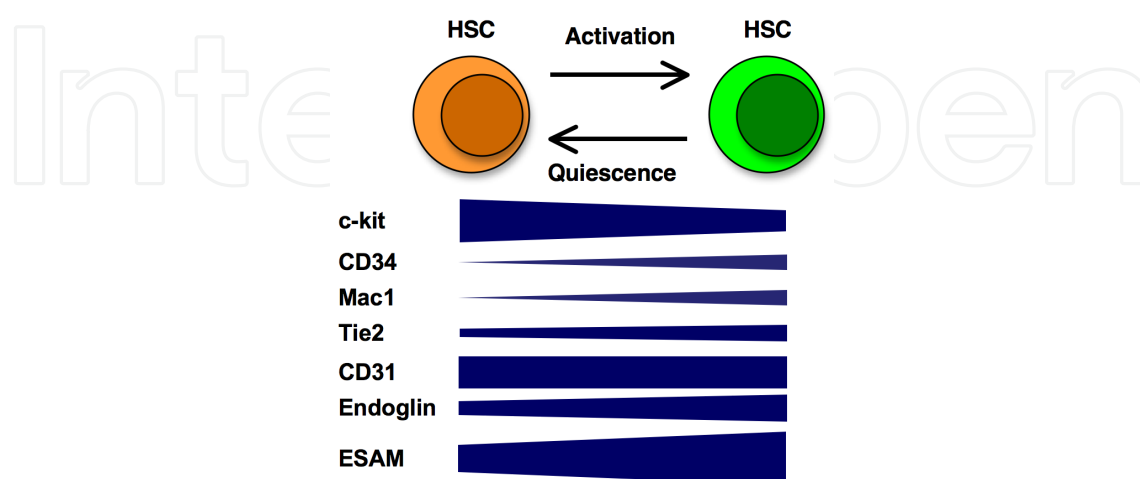 HSC
Activation
HSC
Quiescence
c-kit
CD34
Mac1
Tie2
CD31
Endoglin
ESAM